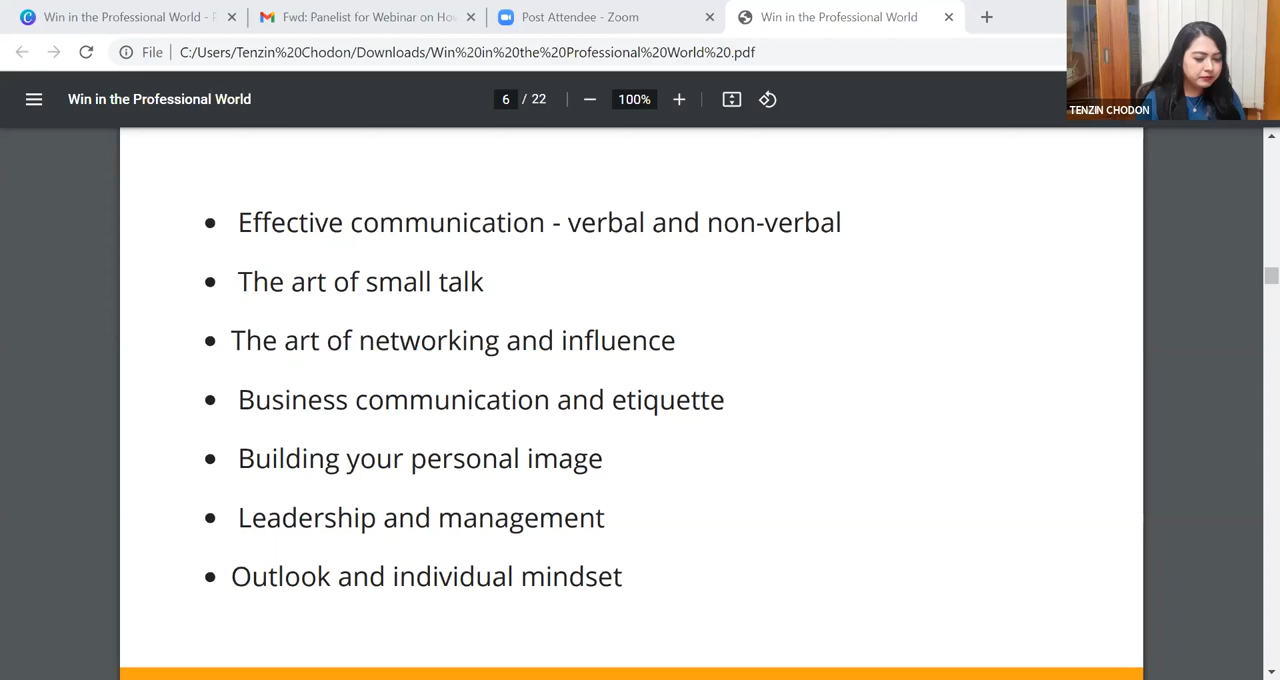 Win in the Professional World - P
Fwd: Panelist for Webinar on How
Post Attendee - Zoom
Win in the Professional World
File
C:/Users/Tenzin%20Chodon/Downloads/Win%20in%20the%20Professional%20World%20.pdf
Win in the Professional World
6 / 22
100%
TENZIN CHODON
• Effective communication - verbal and non-verbal
• The art of small talk
• The art of networking and influence
• Business communication and etiquette
• Building your personal image
• Leadership and management
• Outlook and individual mindset